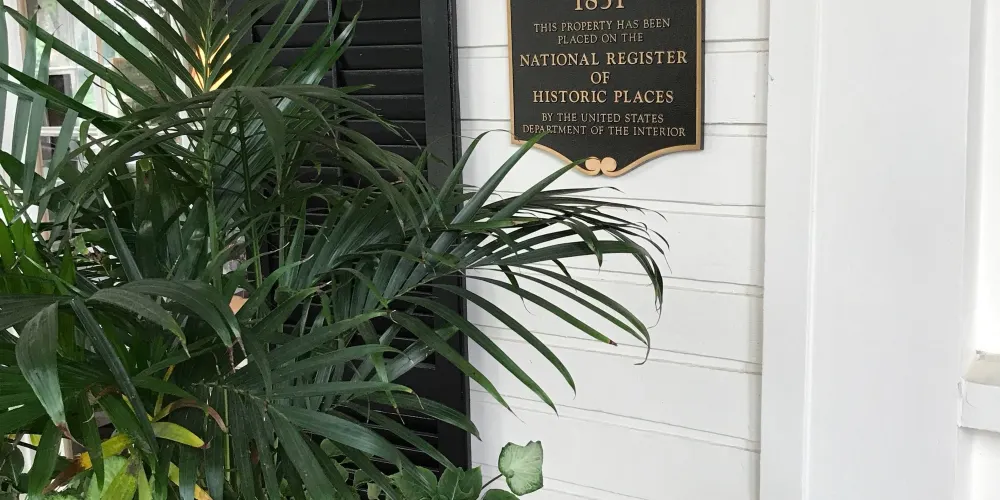 1851
THIS PROPERTY HAS BEEN
PLACED ON THE
NATIONAL REGISTER
OF
HISTORIC PLACES
BY THE UNITED STATES
DEPARTMENT OF THE INTERIOR